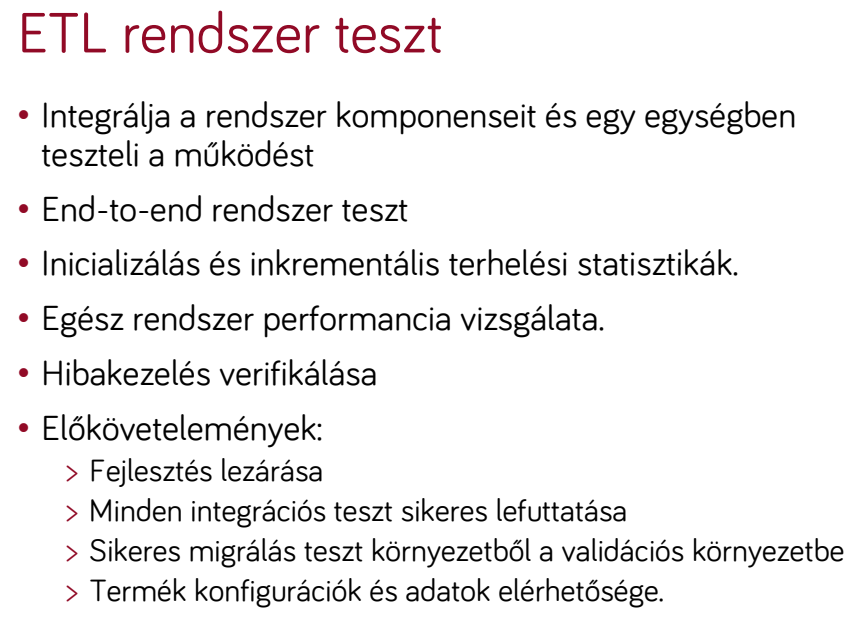 ETL rendszer teszt
• Integrálja a rendszer komponenseit és egy egységben
teszteli a működést
• End-to-end rendszer teszt
• Inicializálás és inkrementális terhelési statisztikák.
• Egész rendszer performancia vizsgálata.
• Hibakezelés verifikálása
• Előkövetelemények:
> Fejlesztés lezárása
> Minden integrációs teszt sikeres lefuttatása
> Sikeres migrálás teszt környezetből a validációs környezetbe
> Termék konfigurációk és adatok elérhetősége.